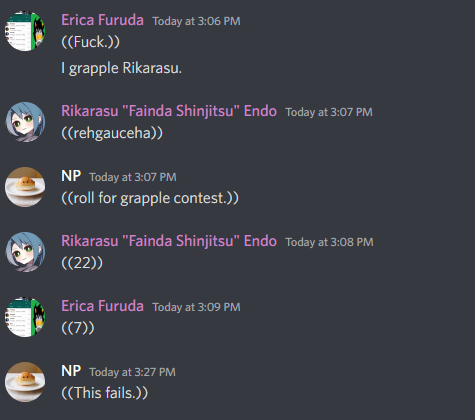 Erica Furuda Today at 3:06 PM
((Fuck.))
I grapple Rikarasu.
Rikarasu "Fainda Shinjitsu" Endo Today at 3:07 PM
((rehgauceha))
NP Today at 3:07 PM
((roll for grapple contest.))
Rikarasu "Fainda Shinjitsu" Endo Today at 3:08 PM
((22))
Erica Furuda Today at 3:09 PM
((7))
NP Today at 3:27 PM
((This fails.))